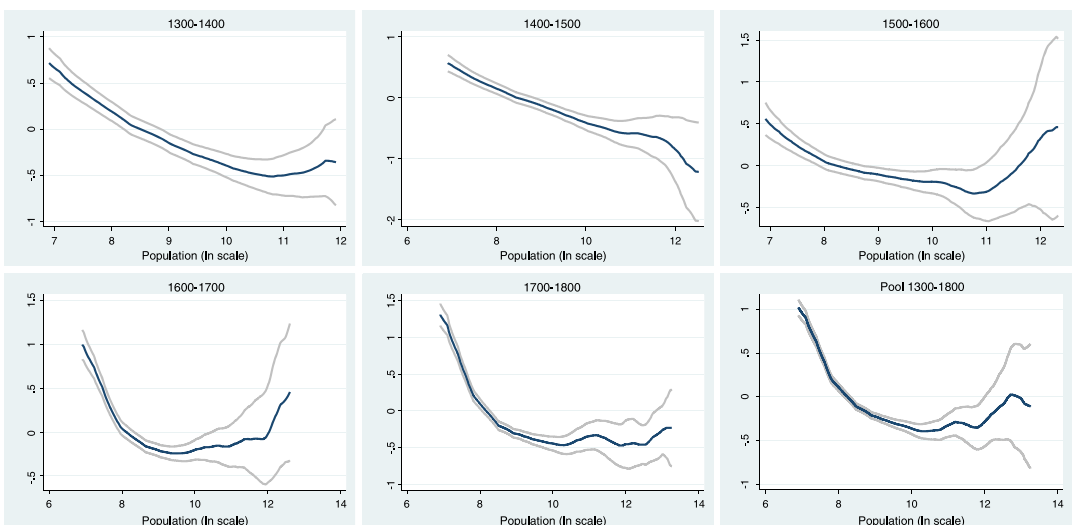 1300-1400
1
.5
0
-.5
-1
7 8 9 10 11 12
Population (ln scale)
1400-1500
1
0
-1
-2
6 8 10 12
Population (ln scale)
1500-1600
1.5
1
.5
0
-.5
7 8 9 10 11 12
Population (ln scale)
1600-1700
1.5
1
.5
0
-.5
6 8 10 12 14
Population (ln scale)
1700-1800
1.5
1
.5
0
-.5
-1
6 8 10 12 14
Population (ln scale)
Pool 1300-1800
1
.5
0
-.5
-1
6 8 10 12 14
Population (ln scale)